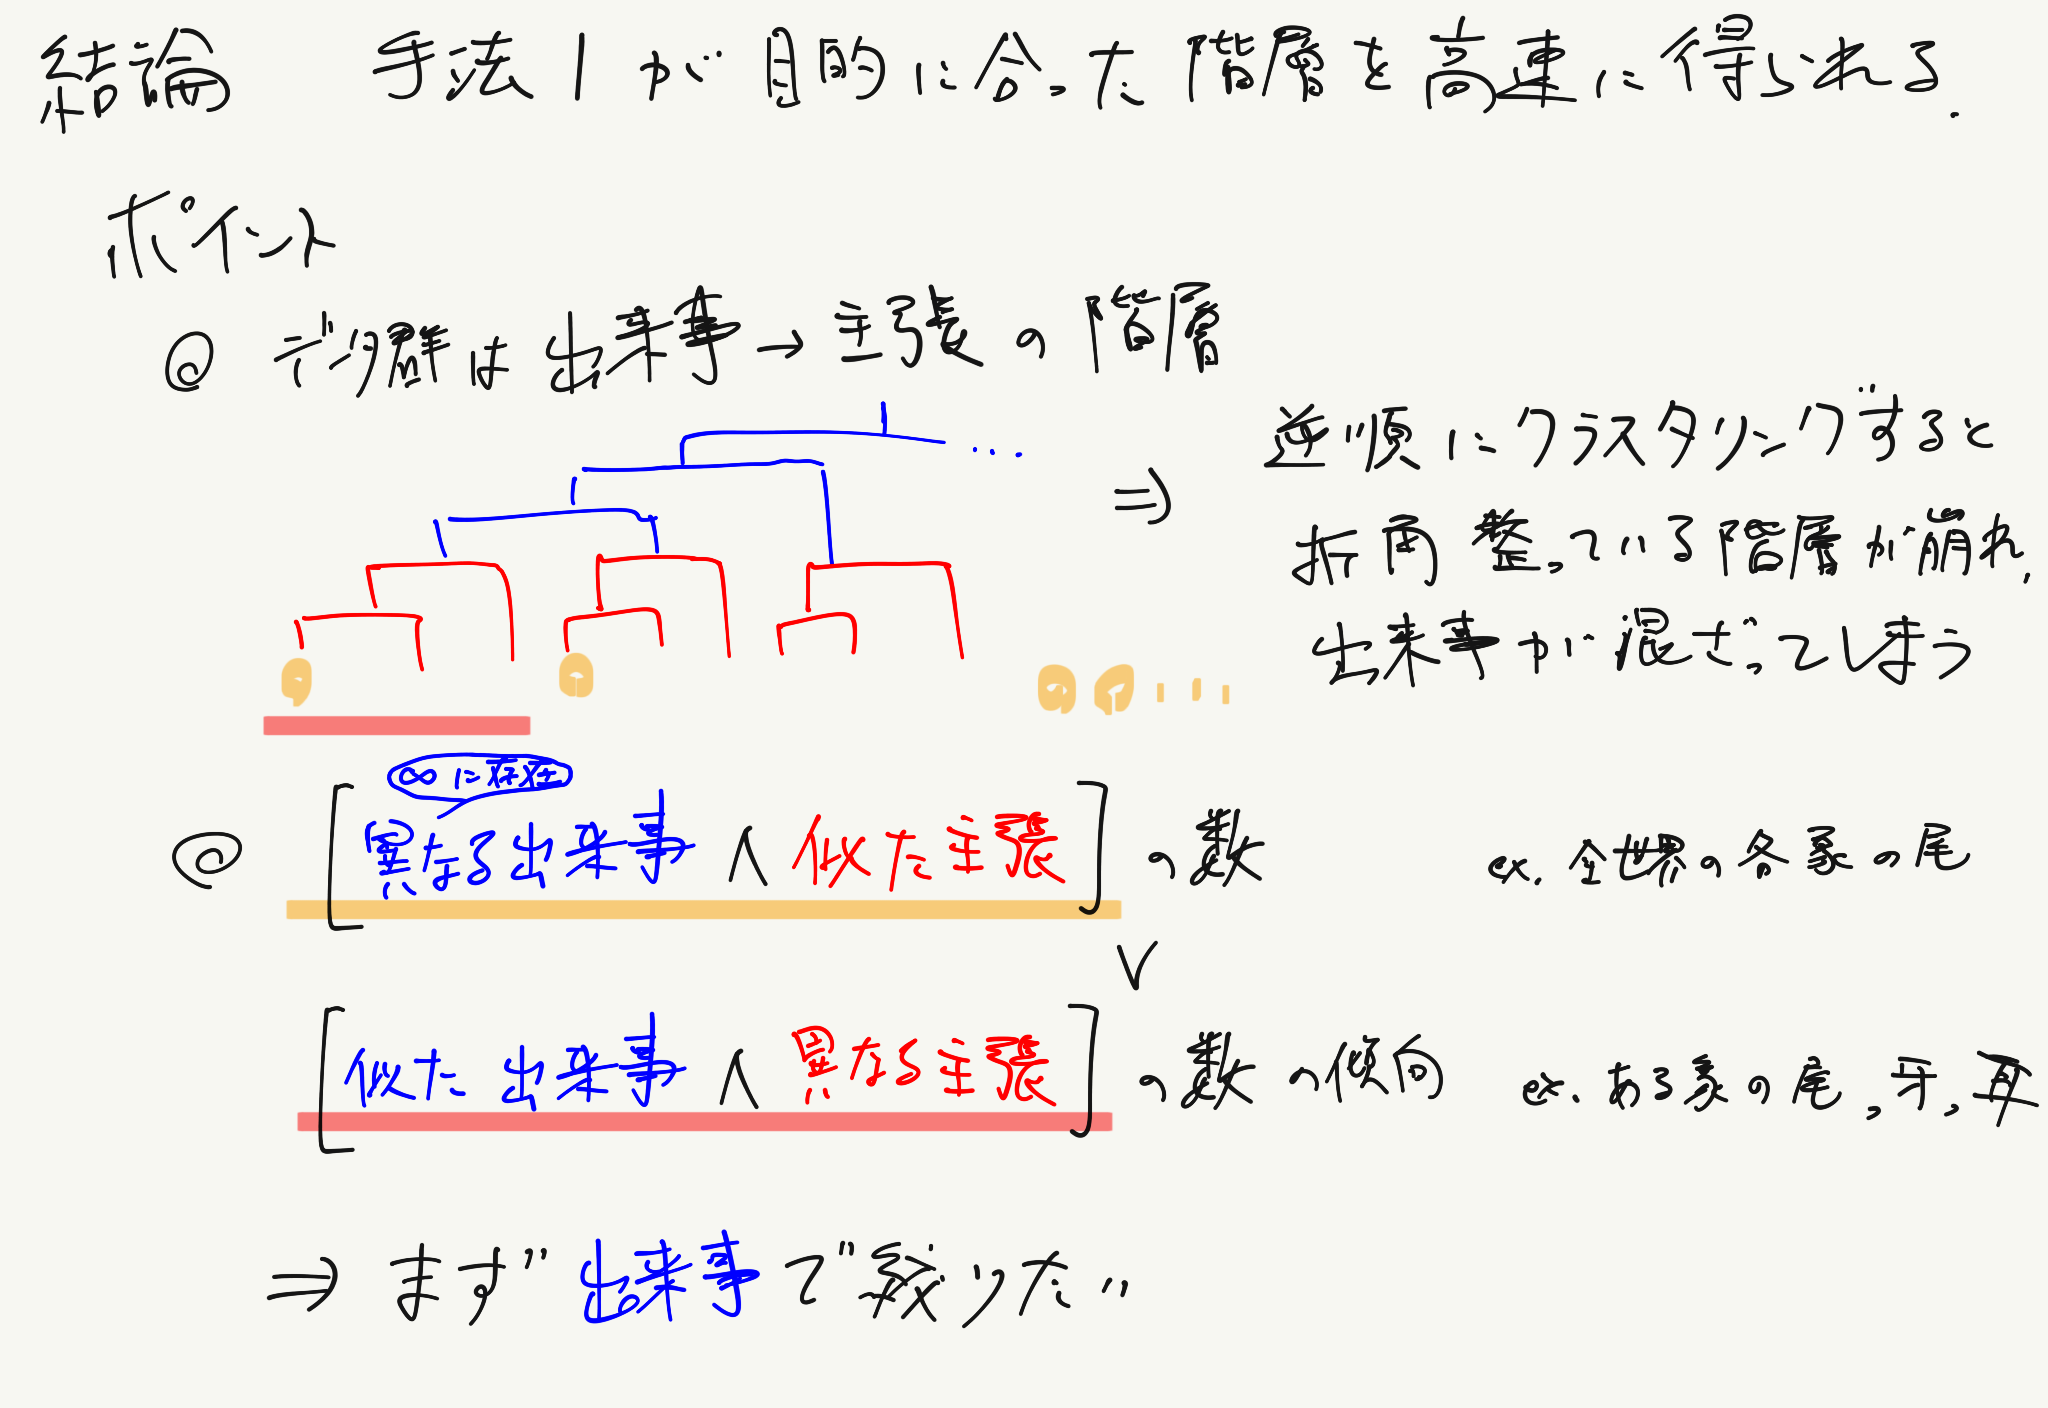 結論 手法1が目的に合った階層を高速に得られる.
ポイント
◎ データ群は出来事→主張の階層
⇒ 逆順にクラスタリングすると
折角整っている階層が崩れ,
出来事が混ざってしまう
...
∞に存在
◎ [異なる出来事 ∧ 似た主張]の数 ex. 全世界の各家の尾
∨
[似た出来事 ∧ 異なる主張]の数の傾向 ex. ある家の尾,牙,耳
⇒ まず"出来事で"絞りたい